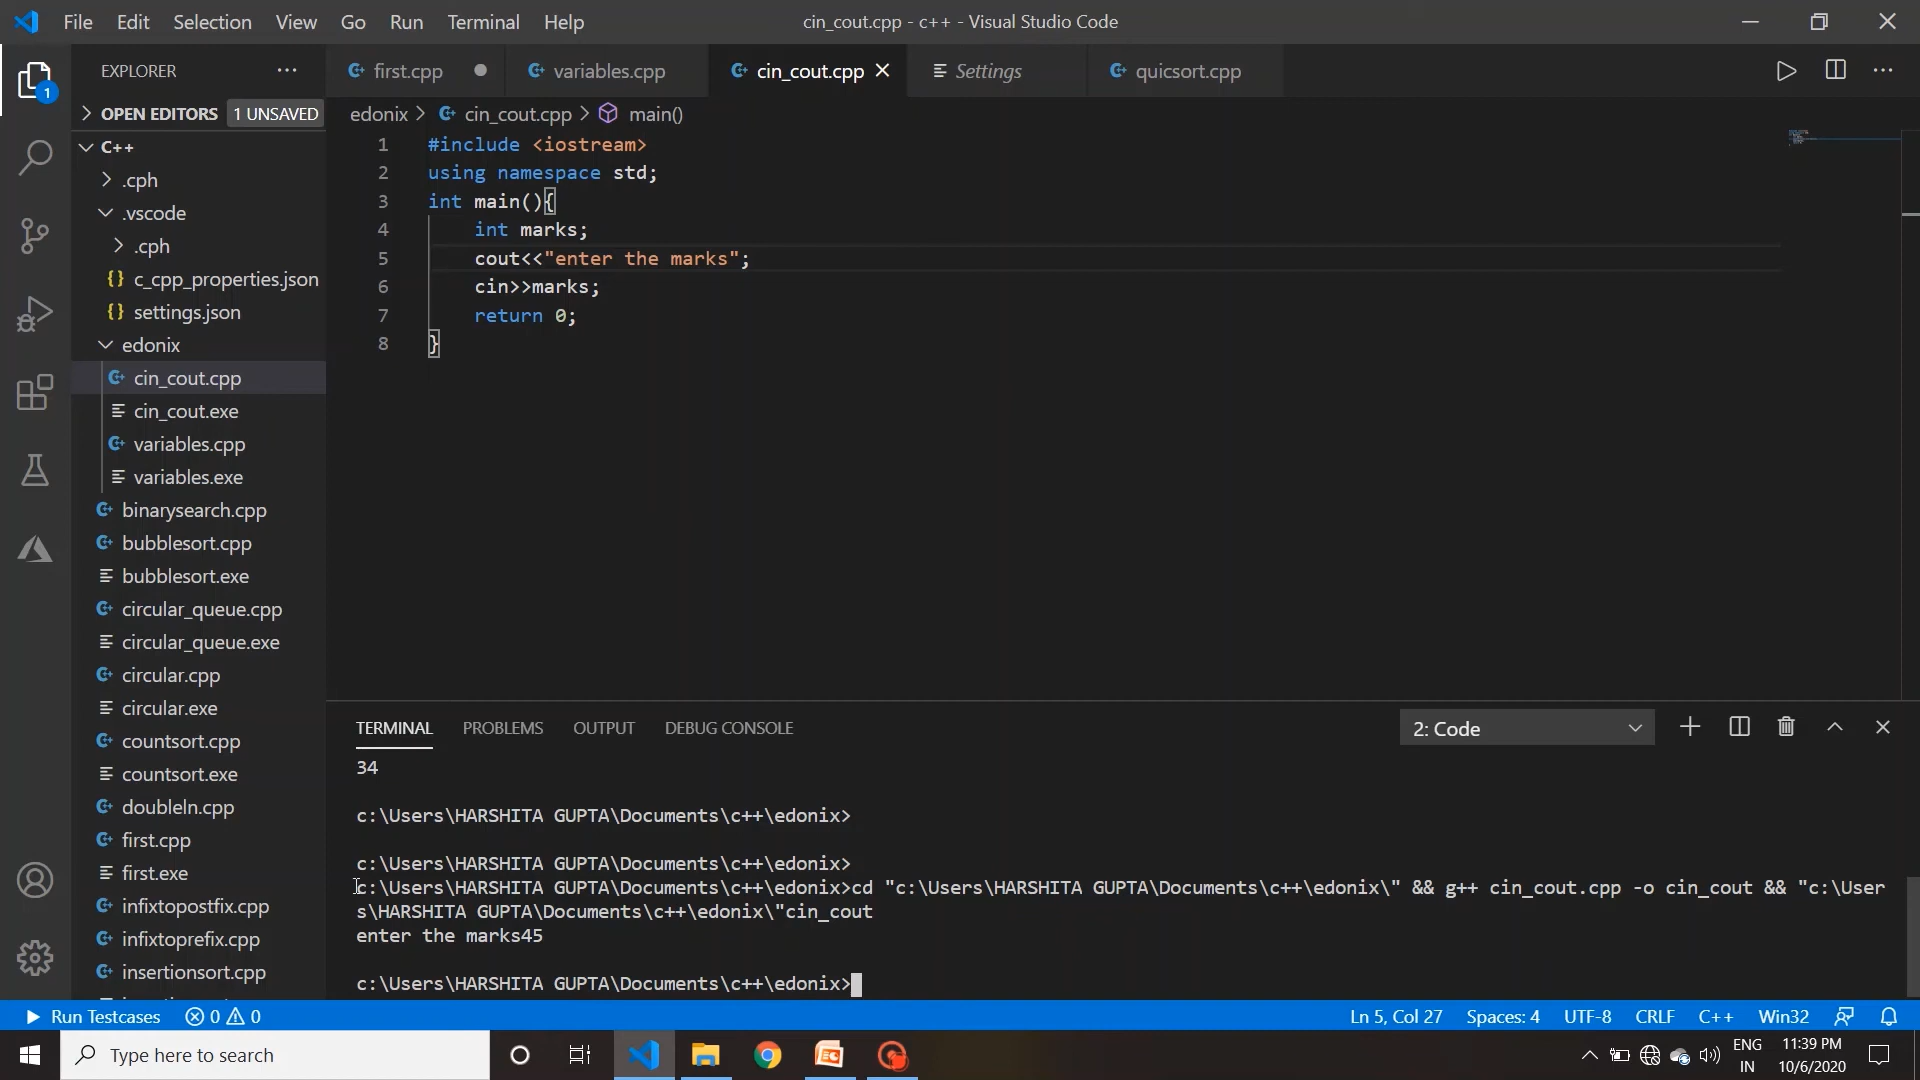 File Edit Selection View Go Run Terminal Help cin_cout.cpp - c++ - Visual Studio Code
EXPLORER
first.cpp variables.cpp cin_cout.cpp Settings quicsort.cpp
1
OPEN EDITORS 1 UNSAVED
edonix > cin_cout.cpp > main()
C++
.cph
.vscode
.cph
c_cpp_properties.json
settings.json
edonix
cin_cout.cpp
cin_cout.exe
variables.cpp
variables.exe
binarysearch.cpp
bubblesort.cpp
bubblesort.exe
circular_queue.cpp
circular_queue.exe
circular.cpp
circular.exe
countsort.cpp
countsort.exe
doubleln.cpp
first.cpp
first.exe
infixtopostfix.cpp
infixtoprefix.cpp
insertionsort.cpp
1 #include <iostream>
2 using namespace std;
3 int main(){
4 int marks;
5 cout<<"enter the marks";
6 cin>>marks;
7 return 0;
8 }
TERMINAL PROBLEMS OUTPUT DEBUG CONSOLE 2: Code
34
c:\Users\HARSHITA GUPTA\Documents\c++\edonix>
c:\Users\HARSHITA GUPTA\Documents\c++\edonix>
c:\Users\HARSHITA GUPTA\Documents\c++\edonix>cd "c:\Users\HARSHITA GUPTA\Documents\c++\edonix\" && g++ cin_cout.cpp -o cin_cout && "c:\User
s\HARSHITA GUPTA\Documents\c++\edonix\"cin_cout
enter the marks45
c:\Users\HARSHITA GUPTA\Documents\c++\edonix>
Run Testcases 0 0 Ln 5, Col 27 Spaces: 4 UTF-8 CRLF C++ Win32
Type here to search
ENG 11:39 PM
IN 10/6/2020